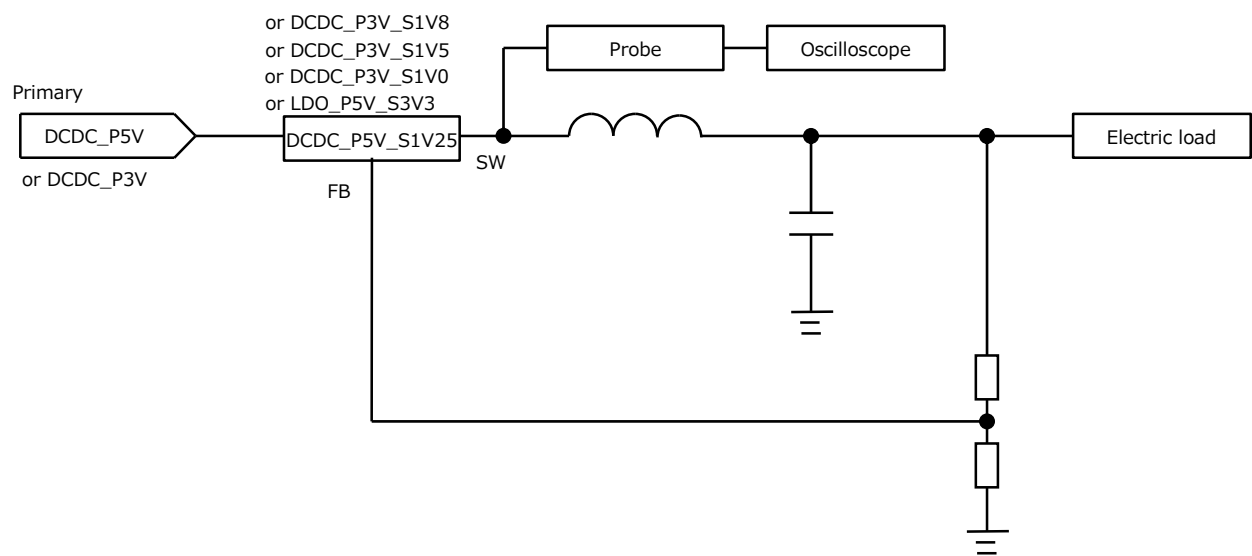 or DCDC_P3V_S1V8
or DCDC_P3V_S1V5
or DCDC_P3V_S1V0
or LDO_P5V_S3V3
Probe
Oscilloscope
Primary
DCDC_P5V
or DCDC_P3V
DCDC_P5V_S1V25
SW
FB
Electric load